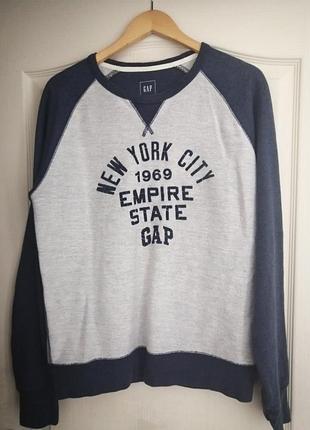 GAP
NEW YORK CITY
1969
EMPIRE
STATE
GAP